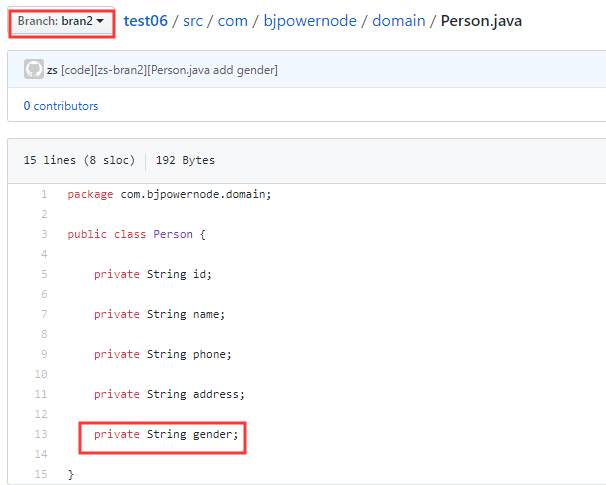 Branch: bran2 test06 / src / com / bjpowernode / domain / Person.java
zs [code][zs-bran2][Person.java add gender]
0 contributors
15 lines (8 sloc) 192 Bytes
1 package com.bjpowernode.domain;
2
3 public class Person {
4
5 private String id;
6
7 private String name;
8
9 private String phone;
10
11 private String address;
12
13 private String gender;
14
15 }